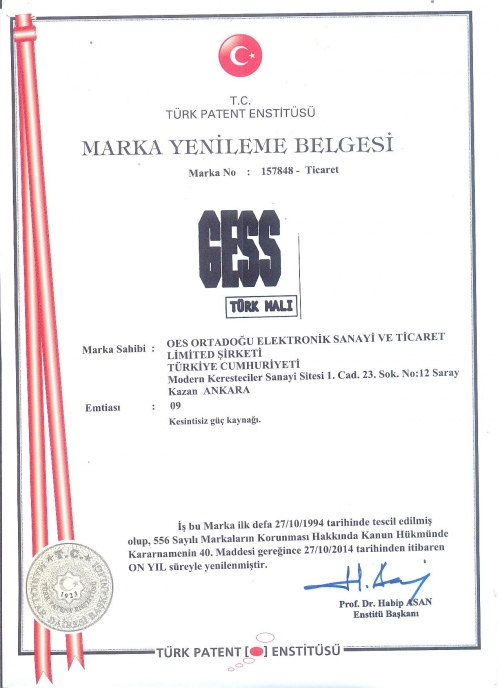 T.C.
TÜRK PATENT ENSTİTÜSÜ
MARKA YENİLEME BELGESİ
Marka No : 157848 - Ticaret
GESS
TÜRK MALI
Marka Sahibi : OES ORTADOĞU ELEKTRONİK SANAYİ VE TİCARET
LİMİTED ŞİRKETİ
TÜRKİYE CUMHURİYETİ
Modern Keresteciler Sanayi Sitesi 1. Cad. 23. Sok. No:12 Saray
Kazan ANKARA
Emtiası : 09
Kesintisiz güç kaynağı.
İş bu Marka ilk defa 27/10/1994 tarihinde tescil edilmiş
olup, 556 Sayılı Markaların Korunması Hakkında Kanun Hükmünde
Kararnamenin 40. Maddesi gereğince 27/10/2014 tarihinden itibaren
ON YIL süreyle yenilenmiştir.
Prof. Dr. Habip ASAN
Enstitü Başkanı
T.C.
1923
TÜRK PATENT ENSTİTÜSÜ